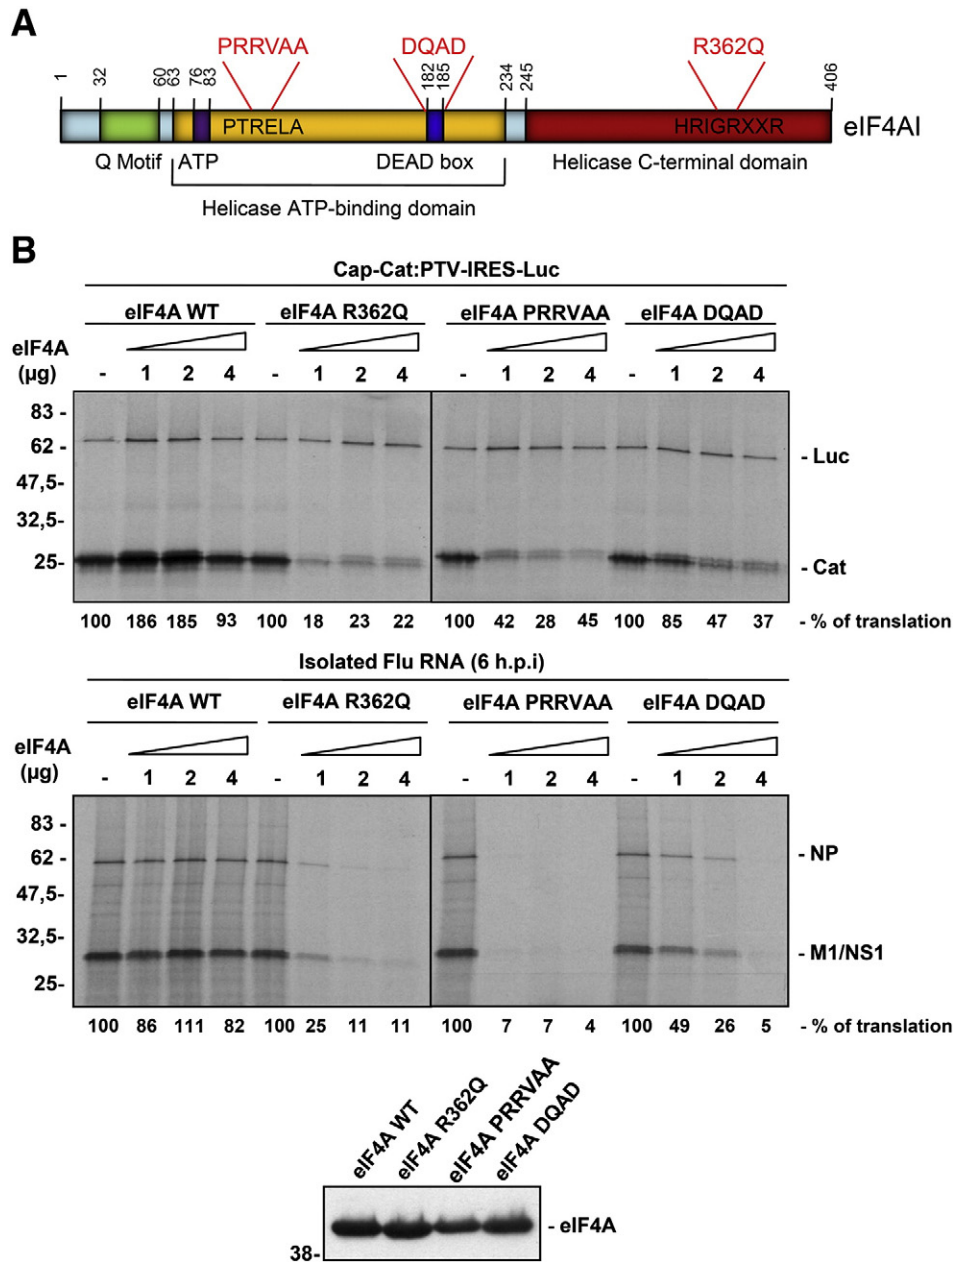 A
PRRVAA DQAD R362Q
1 32 60 63 76 83 182 185 234 245 406
PTRELA HRIGRXXR eIF4AI
Q Motif ATP DEAD box Helicase C-terminal domain
Helicase ATP-binding domain
B
Cap-Cat:PTV-IRES-Luc
eIF4A WT eIF4A R362Q eIF4A PRRVAA eIF4A DQAD
eIF4A
(µg) - 1 2 4 - 1 2 4 - 1 2 4 - 1 2 4
83 -
62 - - Luc
47,5-
32,5-
25- - Cat
100 186 185 93 100 18 23 22 100 42 28 45 100 85 47 37 - % of translation
Isolated Flu RNA (6 h.p.i)
eIF4A WT eIF4A R362Q eIF4A PRRVAA eIF4A DQAD
eIF4A
(µg) - 1 2 4 - 1 2 4 - 1 2 4 - 1 2 4
83 -
62 - - NP
47,5-
32,5- - M1/NS1
25-
100 86 111 82 100 25 11 11 100 7 7 4 100 49 26 5 - % of translation
eIF4A WT eIF4A R362Q eIF4A PRRVAA eIF4A DQAD
- eIF4A
38-